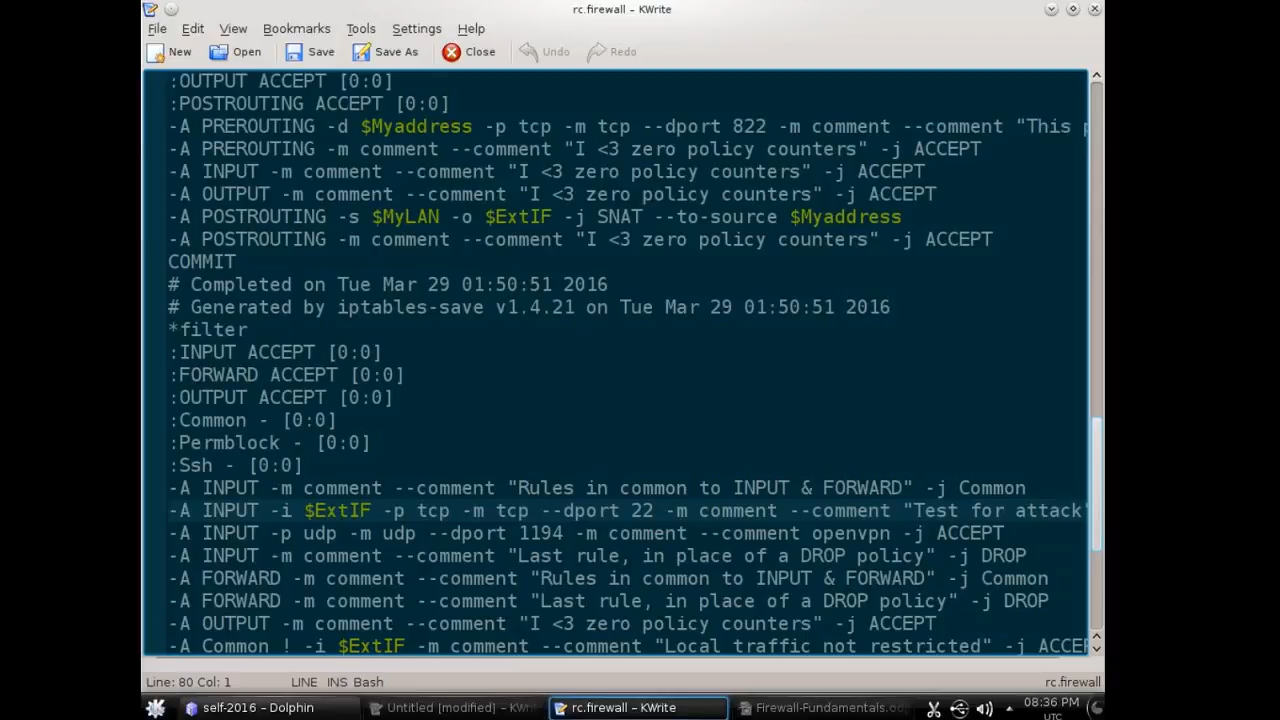 rc.firewall – KWrite
File Edit View Bookmarks Tools Settings Help
New Open Save Save As Close Undo Redo
:OUTPUT ACCEPT [0:0]
:POSTROUTING ACCEPT [0:0]
-A PREROUTING -d $Myaddress -p tcp -m tcp --dport 822 -m comment --comment "This
-A PREROUTING -m comment --comment "I <3 zero policy counters" -j ACCEPT
-A INPUT -m comment --comment "I <3 zero policy counters" -j ACCEPT
-A OUTPUT -m comment --comment "I <3 zero policy counters" -j ACCEPT
-A POSTROUTING -s $MyLAN -o $ExtIF -j SNAT --to-source $Myaddress
-A POSTROUTING -m comment --comment "I <3 zero policy counters" -j ACCEPT
COMMIT
# Completed on Tue Mar 29 01:50:51 2016
# Generated by iptables-save v1.4.21 on Tue Mar 29 01:50:51 2016
*filter
:INPUT ACCEPT [0:0]
:FORWARD ACCEPT [0:0]
:OUTPUT ACCEPT [0:0]
:Common - [0:0]
:Permblock - [0:0]
:Ssh - [0:0]
-A INPUT -m comment --comment "Rules in common to INPUT & FORWARD" -j Common
-A INPUT -i $ExtIF -p tcp -m tcp --dport 22 -m comment --comment "Test for attack"
-A INPUT -p udp -m udp --dport 1194 -m comment --comment openvpn -j ACCEPT
-A INPUT -m comment --comment "Last rule, in place of a DROP policy" -j DROP
-A FORWARD -m comment --comment "Rules in common to INPUT & FORWARD" -j Common
-A FORWARD -m comment --comment "Last rule, in place of a DROP policy" -j DROP
-A OUTPUT -m comment --comment "I <3 zero policy counters" -j ACCEPT
-A Common ! -i $ExtIF -m comment --comment "Local traffic not restricted" -j
Line: 80 Col: 1 LINE INS Bash rc.firewall
self-2016 – Dolphin Untitled [modified] – rc.firewall – KWrite 08:36 PM
UTC